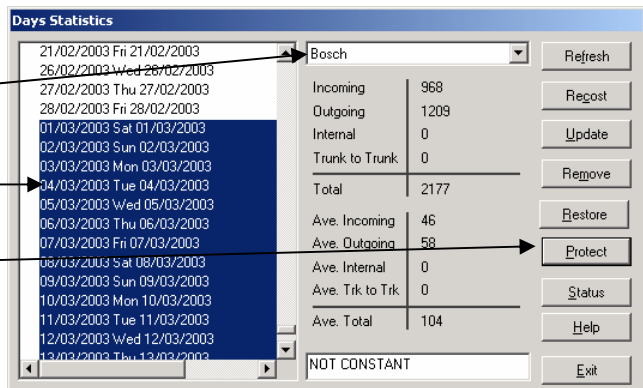 Days Statistics
21/02/2003 Fri 21/02/2003
26/02/2003 Wed 26/02/2003
27/02/2003 Thu 27/02/2003
28/02/2003 Fri 28/02/2003
01/03/2003 Sat 01/03/2003
02/03/2003 Sun 02/03/2003
03/03/2003 Mon 03/03/2003
04/03/2003 Tue 04/03/2003
05/03/2003 Wed 05/03/2003
06/03/2003 Thu 06/03/2003
07/03/2003 Fri 07/03/2003
08/03/2003 Sat 08/03/2003
09/03/2003 Sun 09/03/2003
10/03/2003 Mon 10/03/2003
11/03/2003 Tue 11/03/2003
12/03/2003 Wed 12/03/2003
13/03/2003 Thu 13/03/2003
Bosch
Incoming 968
Outgoing 1209
Internal 0
Trunk to Trunk 0
Total 2177
Ave. Incoming 46
Ave. Outgoing 58
Ave. Internal 0
Ave. Trk to Trk 0
Ave. Total 104
NOT CONSTANT
Refresh
Recost
Update
Remove
Restore
Protect
Status
Help
Exit